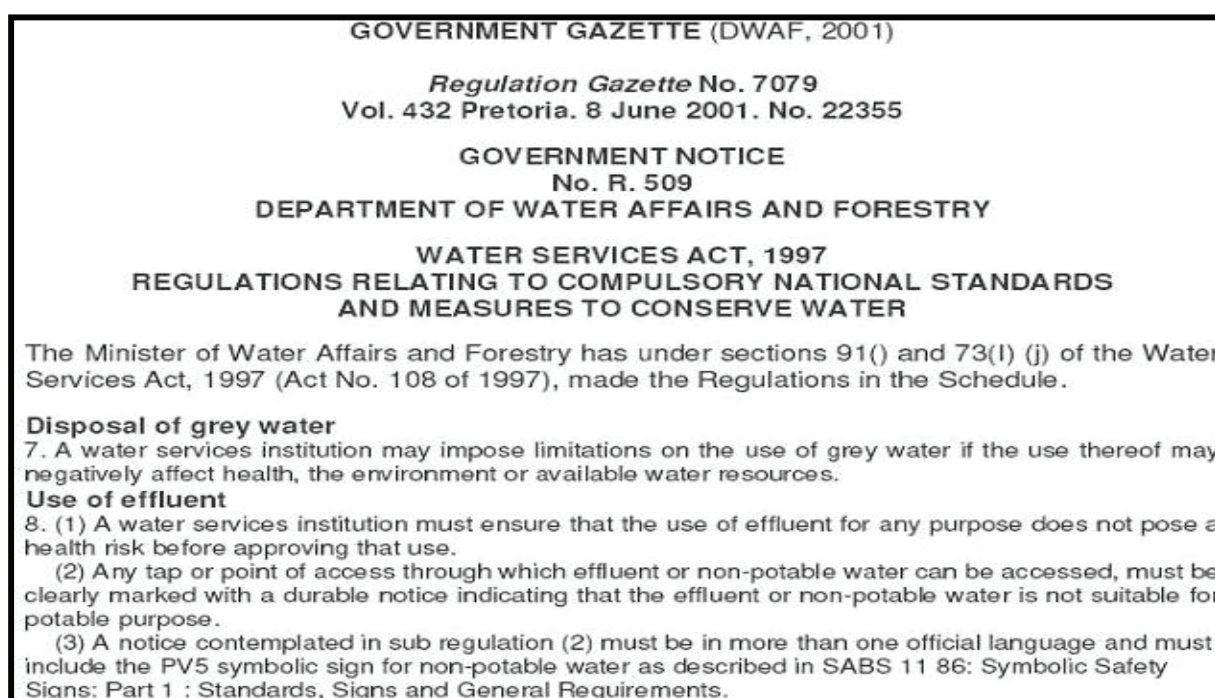 GOVERNMENT GAZETTE (DWAF, 2001)
Regulation Gazette No. 7079
Vol. 432 Pretoria. 8 June 2001. No. 22355
GOVERNMENT NOTICE
No. R. 509
DEPARTMENT OF WATER AFFAIRS AND FORESTRY
WATER SERVICES ACT, 1997
REGULATIONS RELATING TO COMPULSORY NATIONAL STANDARDS
AND MEASURES TO CONSERVE WATER
The Minister of Water Affairs and Forestry has under sections 91() and 73(I) (j) of the Water
Services Act, 1997 (Act No. 108 of 1997), made the Regulations in the Schedule.
Disposal of grey water
7. A water services institution may impose limitations on the use of grey water if the use thereof may
negatively affect health, the environment or available water resources.
Use of effluent
8. (1) A water services institution must ensure that the use of effluent for any purpose does not pose a
health risk before approving that use.
(2) Any tap or point of access through which effluent or non-potable water can be accessed, must be
clearly marked with a durable notice indicating that the effluent or non-potable water is not suitable for
potable purpose.
(3) A notice contemplated in sub regulation (2) must be in more than one official language and must
include the PV5 symbolic sign for non-potable water as described in SABS 11 86: Symbolic Safety
Signs: Part 1 : Standards, Signs and General Requirements.